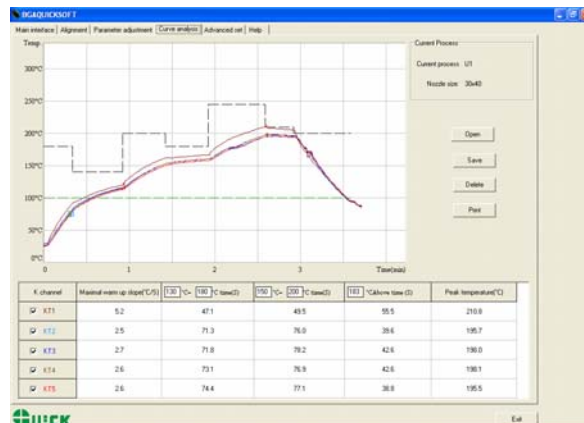 DGAQUICKSOFT
Main interface Alignment Parameter adjustment Curve analysis Advanced set Help
Temp
Current Process
300°C
Current process: U1
Nozzle size: 30x40
250°C
Open
200°C
Save
150°C
Delete
100°C
Print
50°C
0°C
0 1 2 3 Time(min)
K channel Maximal warm up slope(°C/S) 130 °C~ 180 °C time(S) 150 °C~ 200 °C time(S) 183 °CAbove time (S) Peak temperature(°C)
KT1 5.2 47.1 49.5 55.5 210.8
KT2 2.5 71.3 76.0 39.6 195.7
KT3 2.7 71.8 78.2 42.6 198.0
KT4 2.6 73.1 76.9 42.6 198.1
KT5 2.6 74.4 77.1 36.8 195.5
QUICK Exit